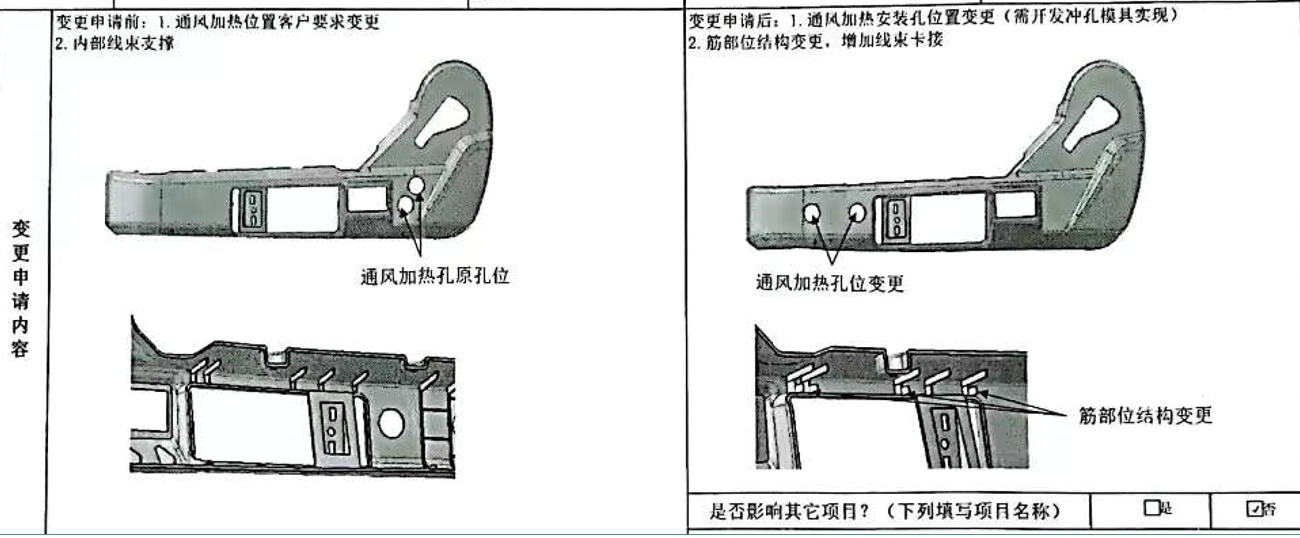 变更申请前：1. 通风加热位置客户要求变更
2. 内部线束支撑
变更申请后：1. 通风加热安装孔位置变更（需开发冲孔模具实现）
2. 筋部位结构变更，增加线束卡接
变更申请内容
通风加热孔原孔位
通风加热孔位变更
筋部位结构变更
是否影响其它项目？（下列填写项目名称）
□是
☑否